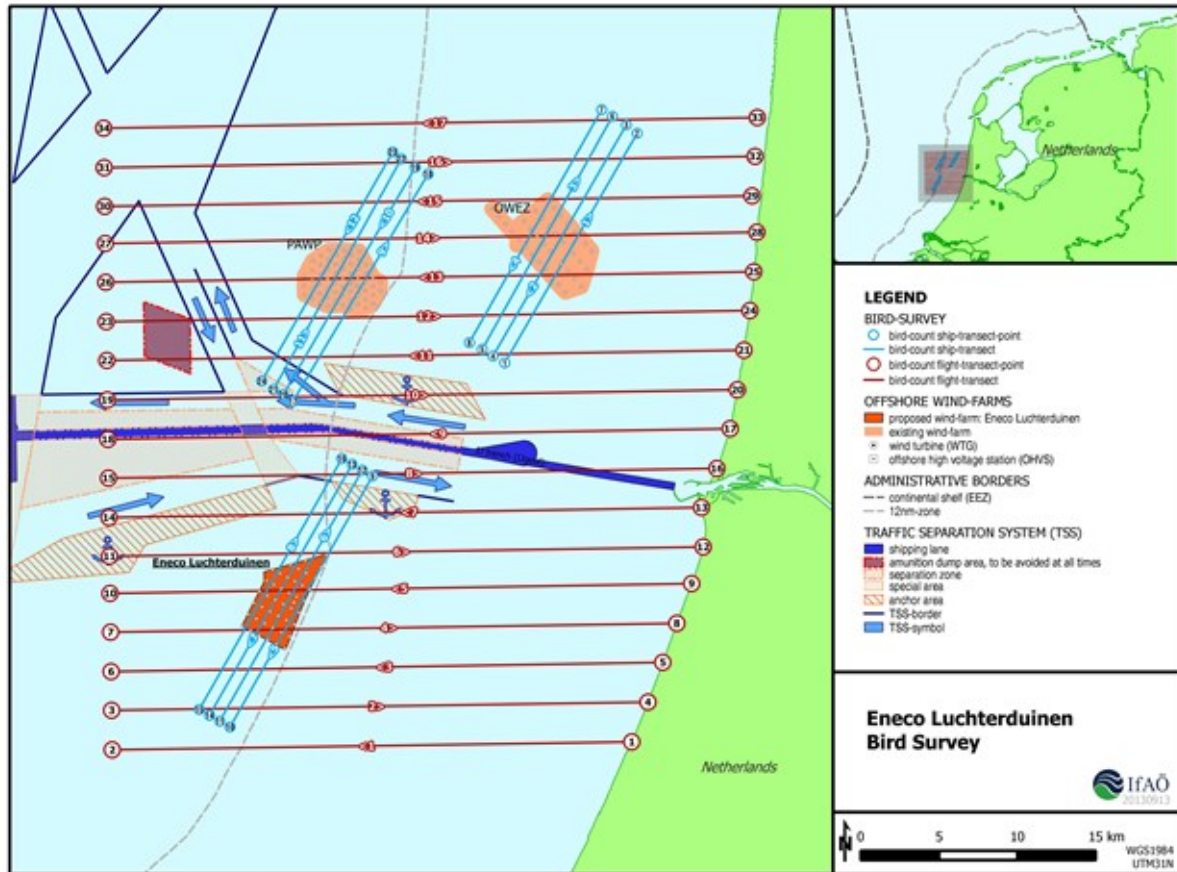 34
33
31
32
30
29
OWEZ
27
28
PAWP
26
25
23
24
22
21
19
20
18
17
15
16
14
13
11
12
Eneco Luchterduinen
10
9
7
8
6
5
3
4
2
1
Netherlands
Netherlands
LEGEND
BIRD-SURVEY
bird-count ship-transect-point
bird-count ship-transect
bird-count flight-transect-point
bird-count flight-transect
OFFSHORE WIND-FARMS
proposed wind-farm: Eneco Luchterduinen
existing wind-farm
wind turbine (WTG)
offshore high voltage station (OHVS)
ADMINISTRATIVE BORDERS
continental shelf (EEZ)
12nm-zone
TRAFFIC SEPARATION SYSTEM (TSS)
shipping lane
amunition dump area, to be avoided at all times
separation zone
special area
anchor area
TSS-border
TSS-symbol
Eneco Luchterduinen
Bird Survey
IfAÖ
20130913
N
0 5 10 15 km
WGS1984
UTM31N